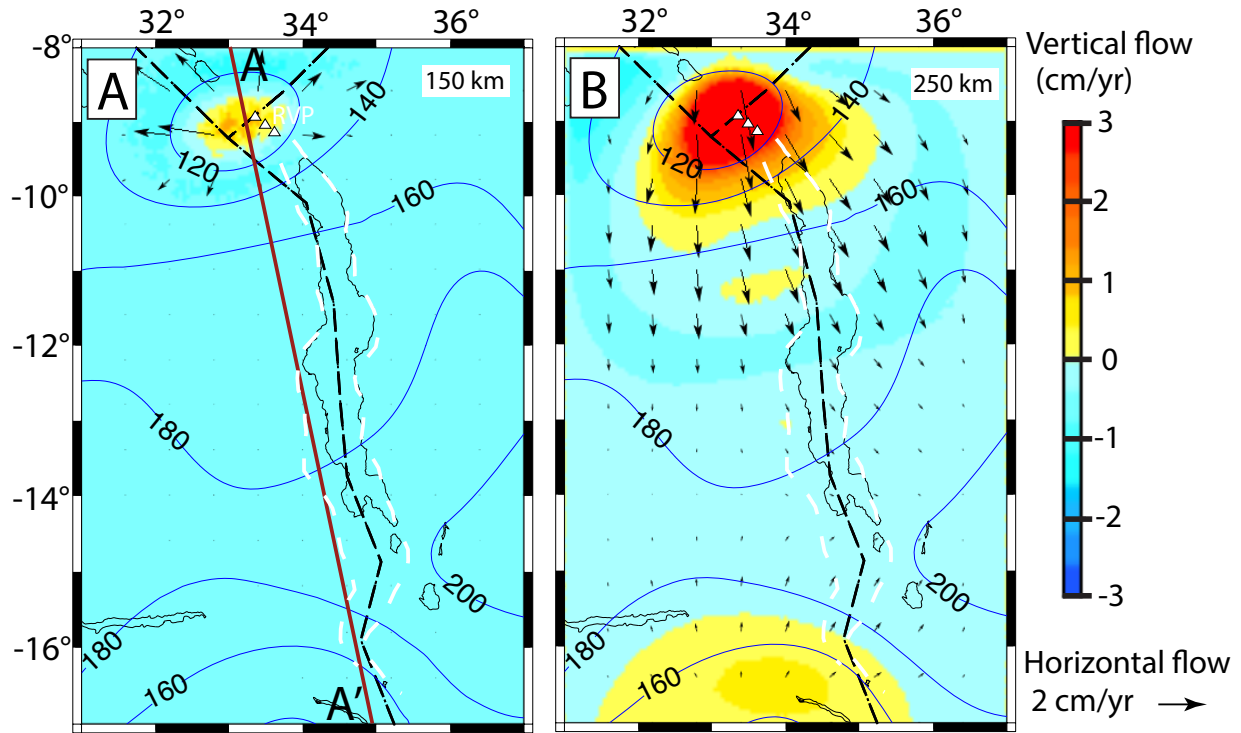 32° 34° 36° 32° 34° 36°
-8°
A
B
A
150 km
250 km
RVP
140
140
120
120
-10°
160
160
-12°
180
180
-14°
200
200
180
180
-16°
160
160
A′
Vertical flow
(cm/yr)
3
2
1
0
-1
-2
-3
Horizontal flow
2 cm/yr